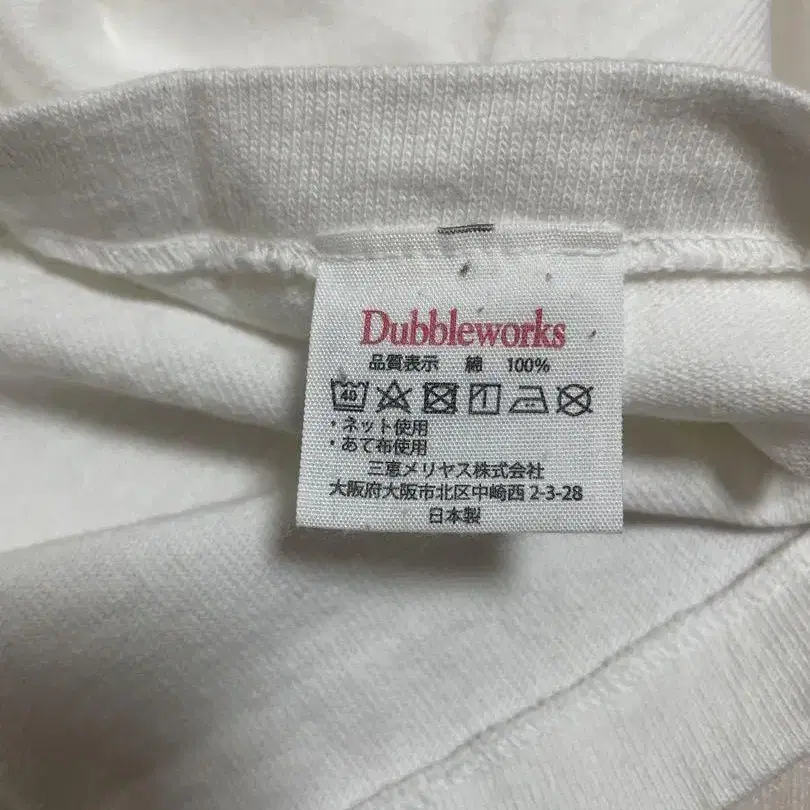 Dubbleworks
品質表示 綿 100%
40
・ネット使用
・あて布使用
三恵メリヤス株式会社
大阪府大阪市北区中崎西 2-3-28
日本製